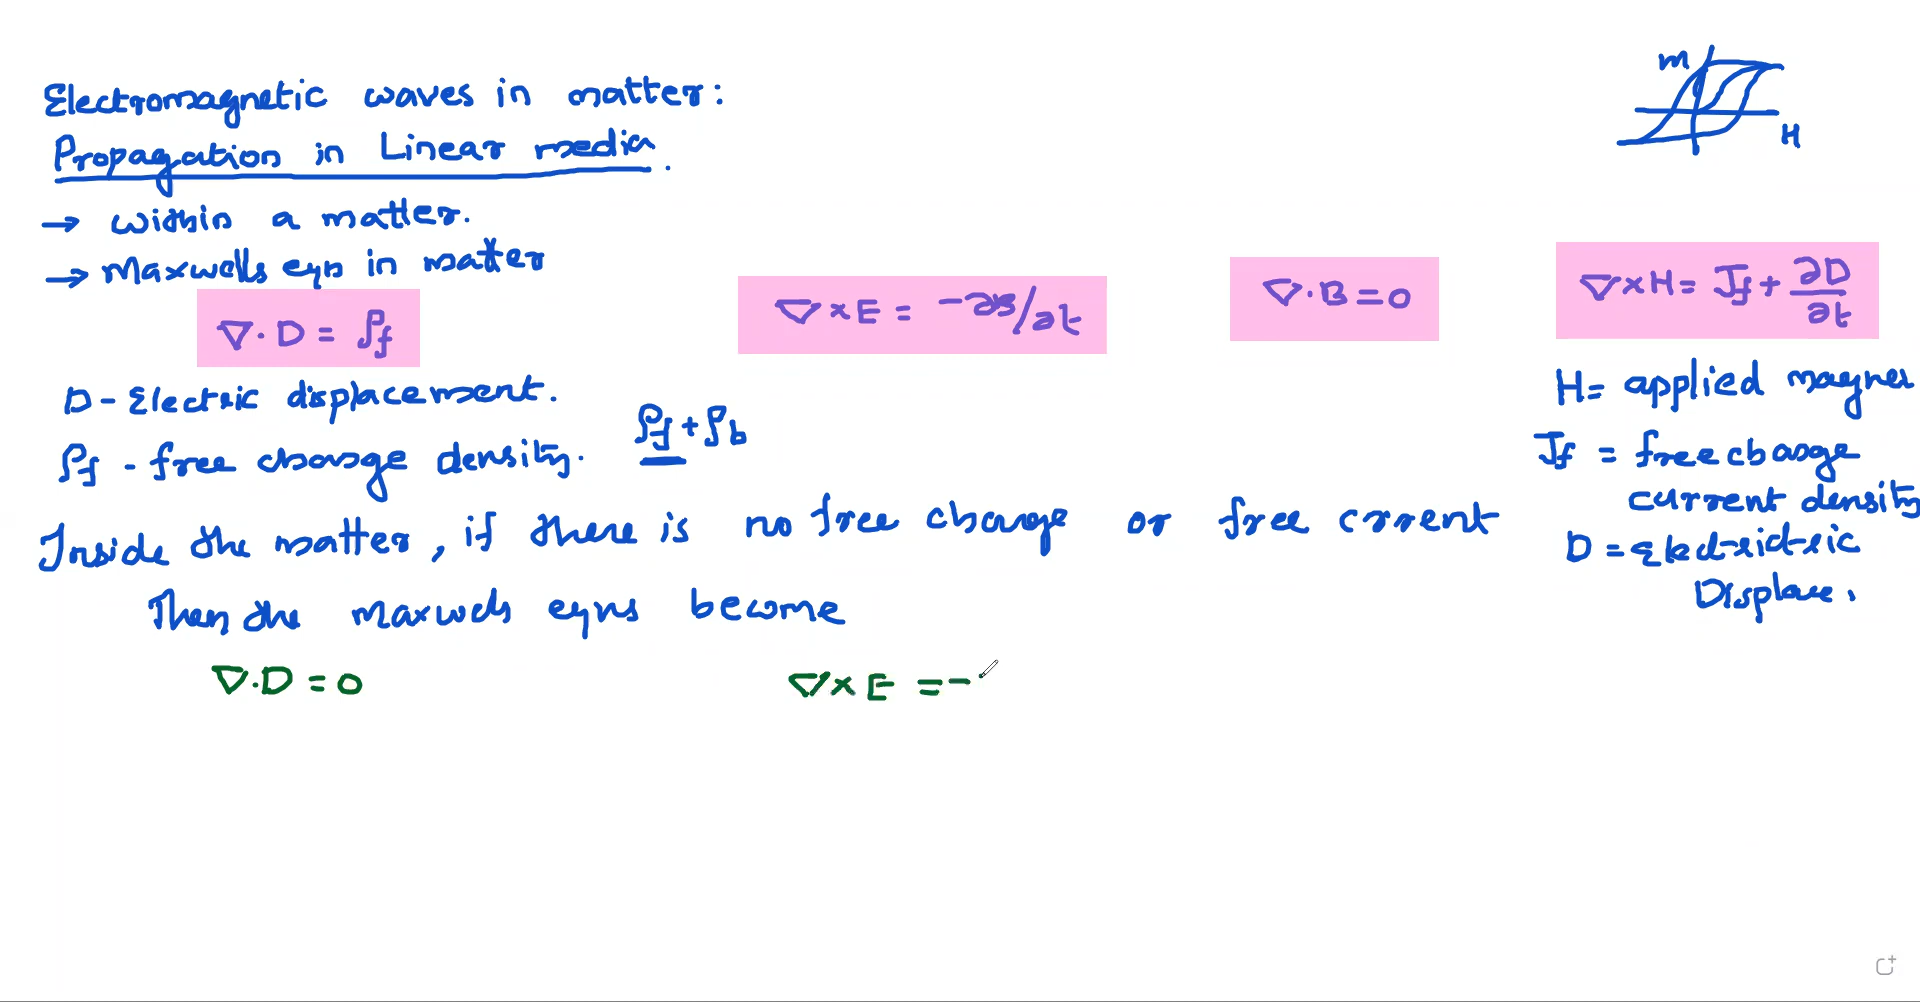 Electromagnetic waves in matter:
Propagation in Linear media.
→ within a matter.
→ Maxwells eqn in matter
M
H
∇·D = ρf
∇×E = -∂B/∂t
∇·B = 0
∇×H = Jf + ∂D/∂t
D - Electric displacement.
ρf - free charge density.
ρf + ρb
H = applied magnet
Jf = free charge
current density
D = Electrictric
Displace.
Inside the matter, if there is no free charge or free crrent
Then the Maxwels eqns become
∇·D = 0
∇×E = -